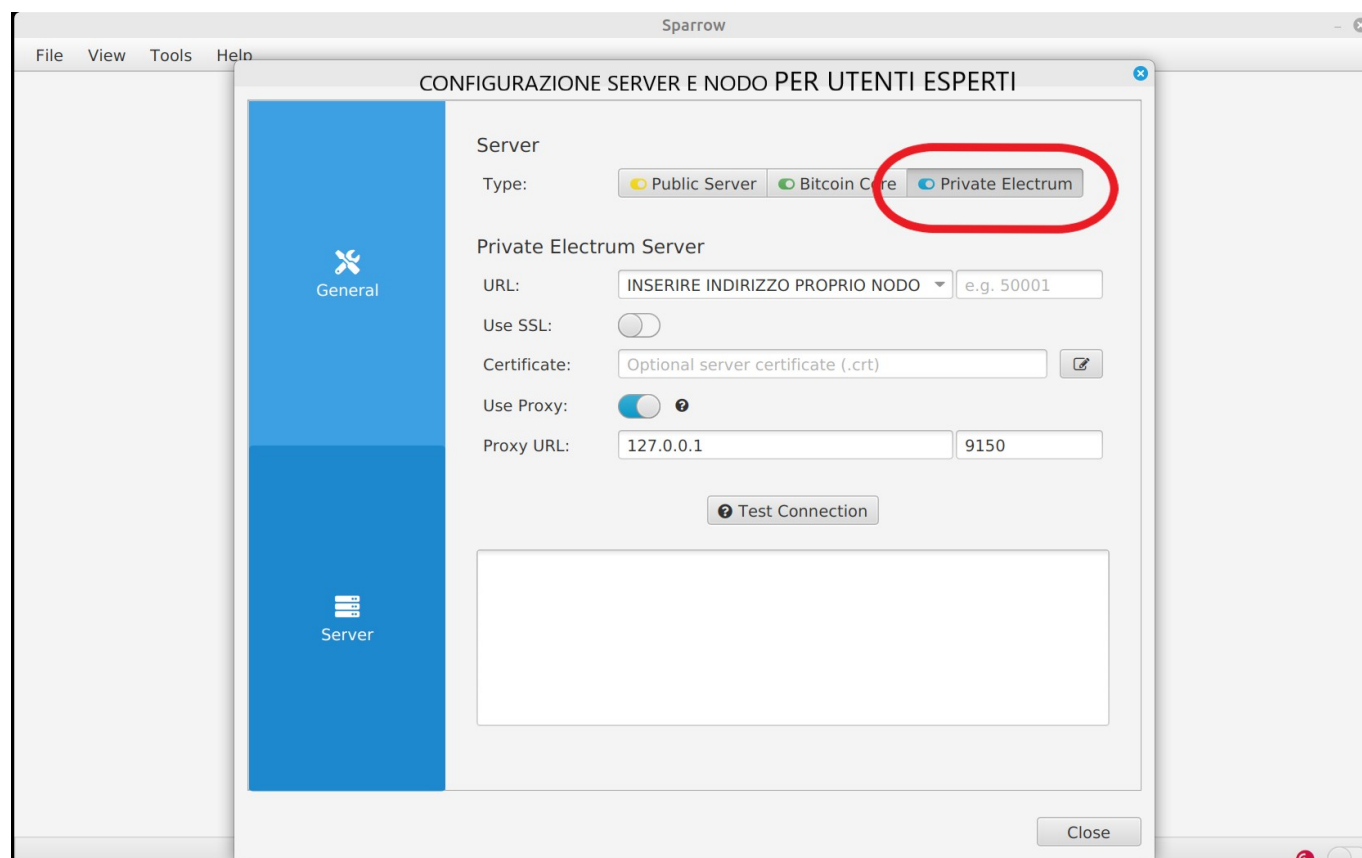 Sparrow
File View Tools Help
CONFIGURAZIONE SERVER E NODO PER UTENTI ESPERTI
Server
Type: Public Server Bitcoin Core Private Electrum
Private Electrum Server
General
URL: INSERIRE INDIRIZZO PROPRIO NODO e.g. 50001
Use SSL:
Certificate: Optional server certificate (.crt)
Use Proxy:
Proxy URL: 127.0.0.1 9150
Test Connection
Server
Close